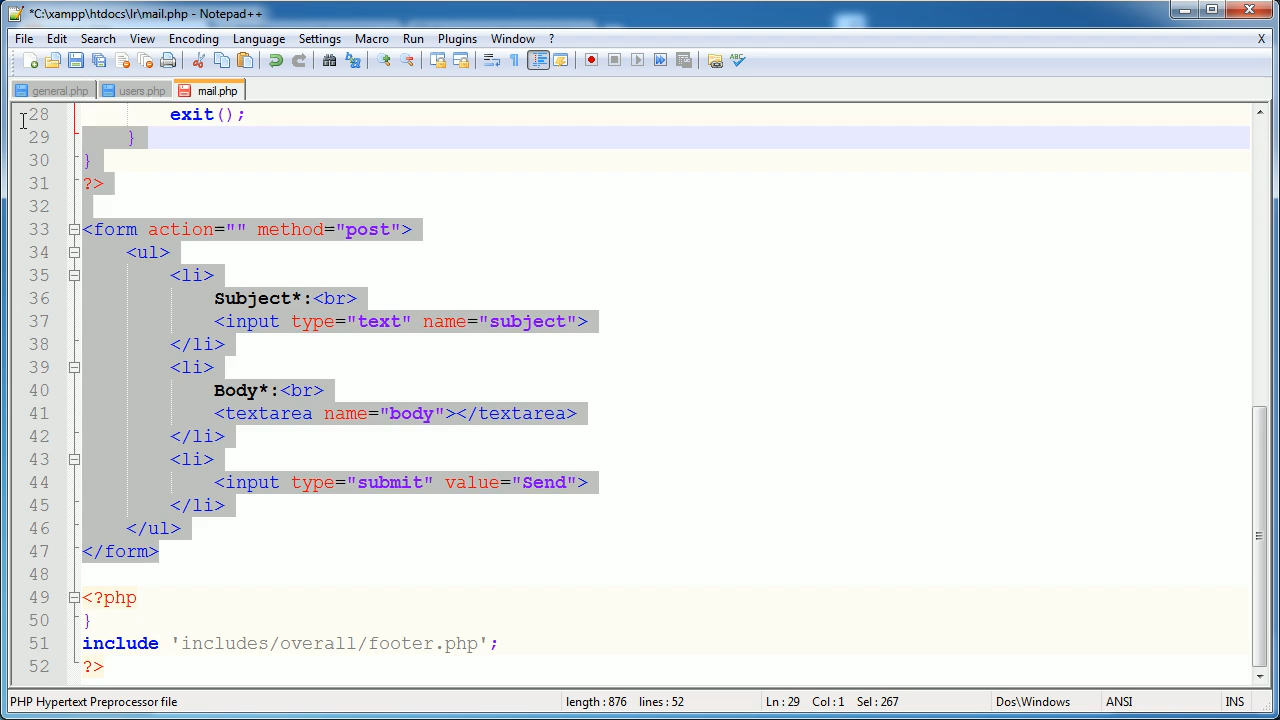 *C:\xampp\htdocs\lr\mail.php - Notepad++
File Edit Search View Encoding Language Settings Macro Run Plugins Window ? X
general.php users.php mail.php
28 exit();
29 }
30 }
31 ?>
32
33 <form action="" method="post">
34 <ul>
35 <li>
36 Subject*:<br>
37 <input type="text" name="subject">
38 </li>
39 <li>
40 Body*:<br>
41 <textarea name="body"></textarea>
42 </li>
43 <li>
44 <input type="submit" value="Send">
45 </li>
46 </ul>
47 </form>
48
49 <?php
50 }
51 include 'includes/overall/footer.php';
52 ?>
PHP Hypertext Preprocessor file length : 876 lines : 52 Ln : 29 Col : 1 Sel : 267 Dos\Windows ANSI INS